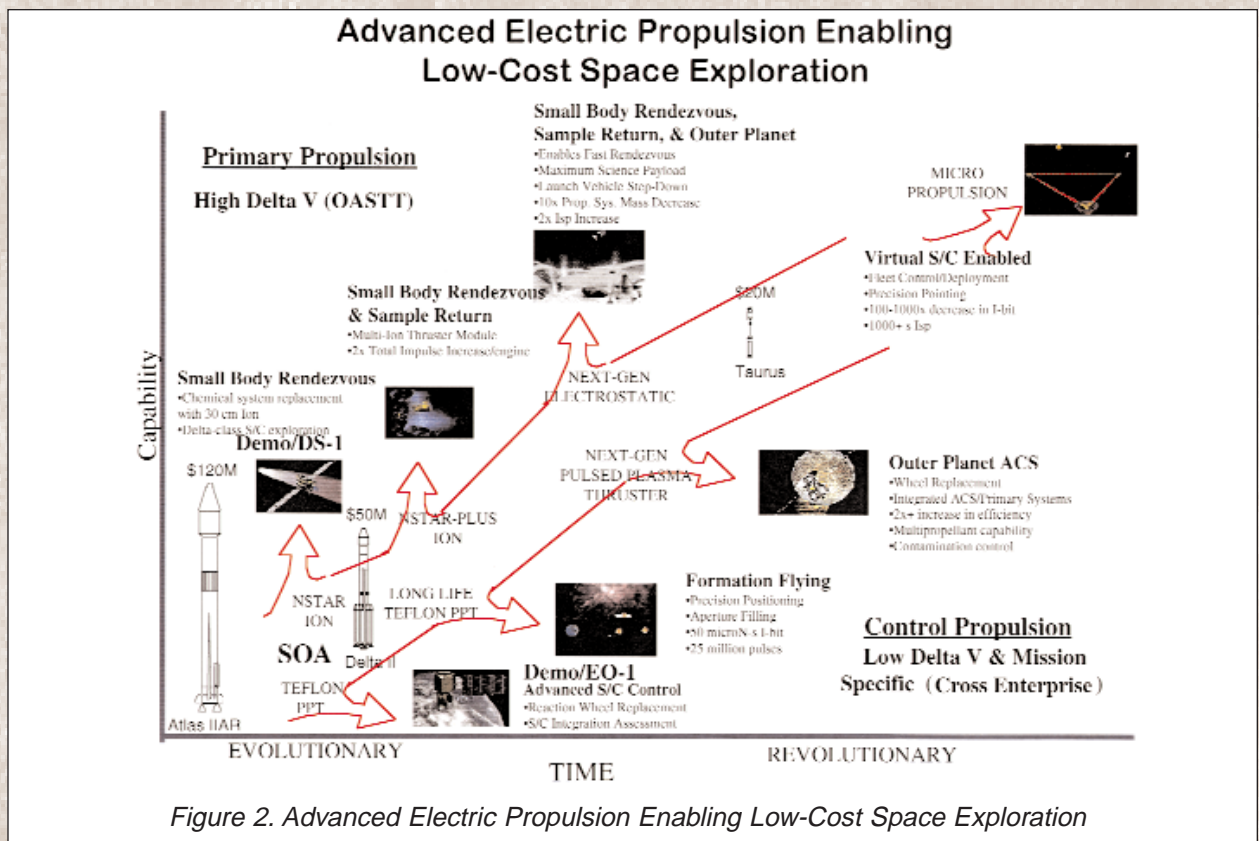 Advanced Electric Propulsion Enabling
Low-Cost Space Exploration
Capability
Primary Propulsion
High Delta V (OASTT)
Small Body Rendezvous,
Sample Return, & Outer Planet
•Enables Fast Rendezvous
•Maximum Science Payload
•Launch Vehicle Step-Down
•10x Prop. Sys. Mass Decrease
•2x Isp Increase
MICRO
PROPULSION
Virtual S/C Enabled
•Fleet Control/Deployment
•Precision Pointing
•100-1000x decrease in I-bit
•1000+ s Isp
Small Body Rendezvous
& Sample Return
•Multi-Ion Thruster Module
•2x Total Impulse Increase/engine
$20M
Taurus
NEXT-GEN
ELECTROSTATIC
Small Body Rendezvous
•Chemical system replacement
with 30 cm Ion
•Delta-class S/C exploration
Demo/DS-1
$120M
Atlas IIAR
$50M
Delta II
NSTAR-PLUS
ION
NEXT-GEN
PULSED PLASMA
THRUSTER
Outer Planet ACS
•Wheel Replacement
•Integrated ACS/Primary Systems
•2x+ increase in efficiency
•Multipropellant capability
•Contamination control
NSTAR
ION
SOA
LONG LIFE
TEFLON PPT
Formation Flying
•Precision Positioning
•Aperture Filling
•50 microN-s I-bit
•25 million pulses
Control Propulsion
Low Delta V & Mission
Specific (Cross Enterprise)
TEFLON
PPT
Demo/EO-1
Advanced S/C Control
•Reaction Wheel Replacement
•S/C Integration Assessment
EVOLUTIONARY
REVOLUTIONARY
TIME
Figure 2. Advanced Electric Propulsion Enabling Low-Cost Space Exploration